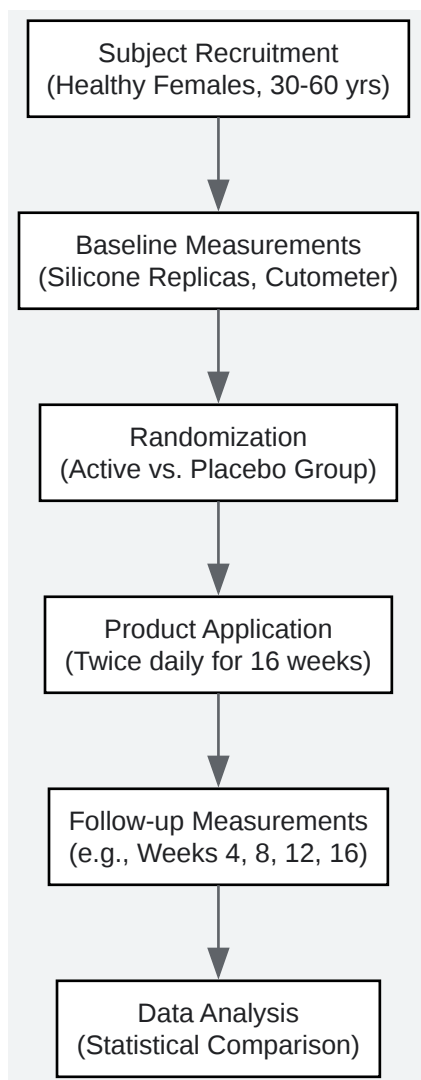 Subject Recruitment
(Healthy Females, 30-60 yrs)
Baseline Measurements
(Silicone Replicas, Cutometer)
Randomization
(Active vs. Placebo Group)
Product Application
(Twice daily for 16 weeks)
Follow-up Measurements
(e.g., Weeks 4, 8, 12, 16)
Data Analysis
(Statistical Comparison)